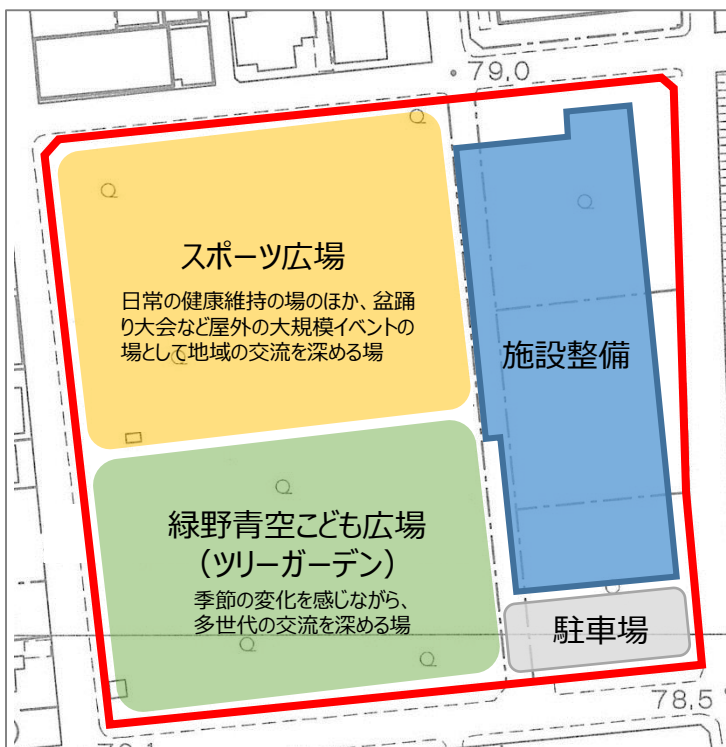 79.0
スポーツ広場
日常の健康維持の場のほか、盆踊
り大会など屋外の大規模イベントの
場として地域の交流を深める場
施設整備
緑野青空こども広場
（ツリーガーデン）
季節の変化を感じながら、
多世代の交流を深める場
駐車場
78.5